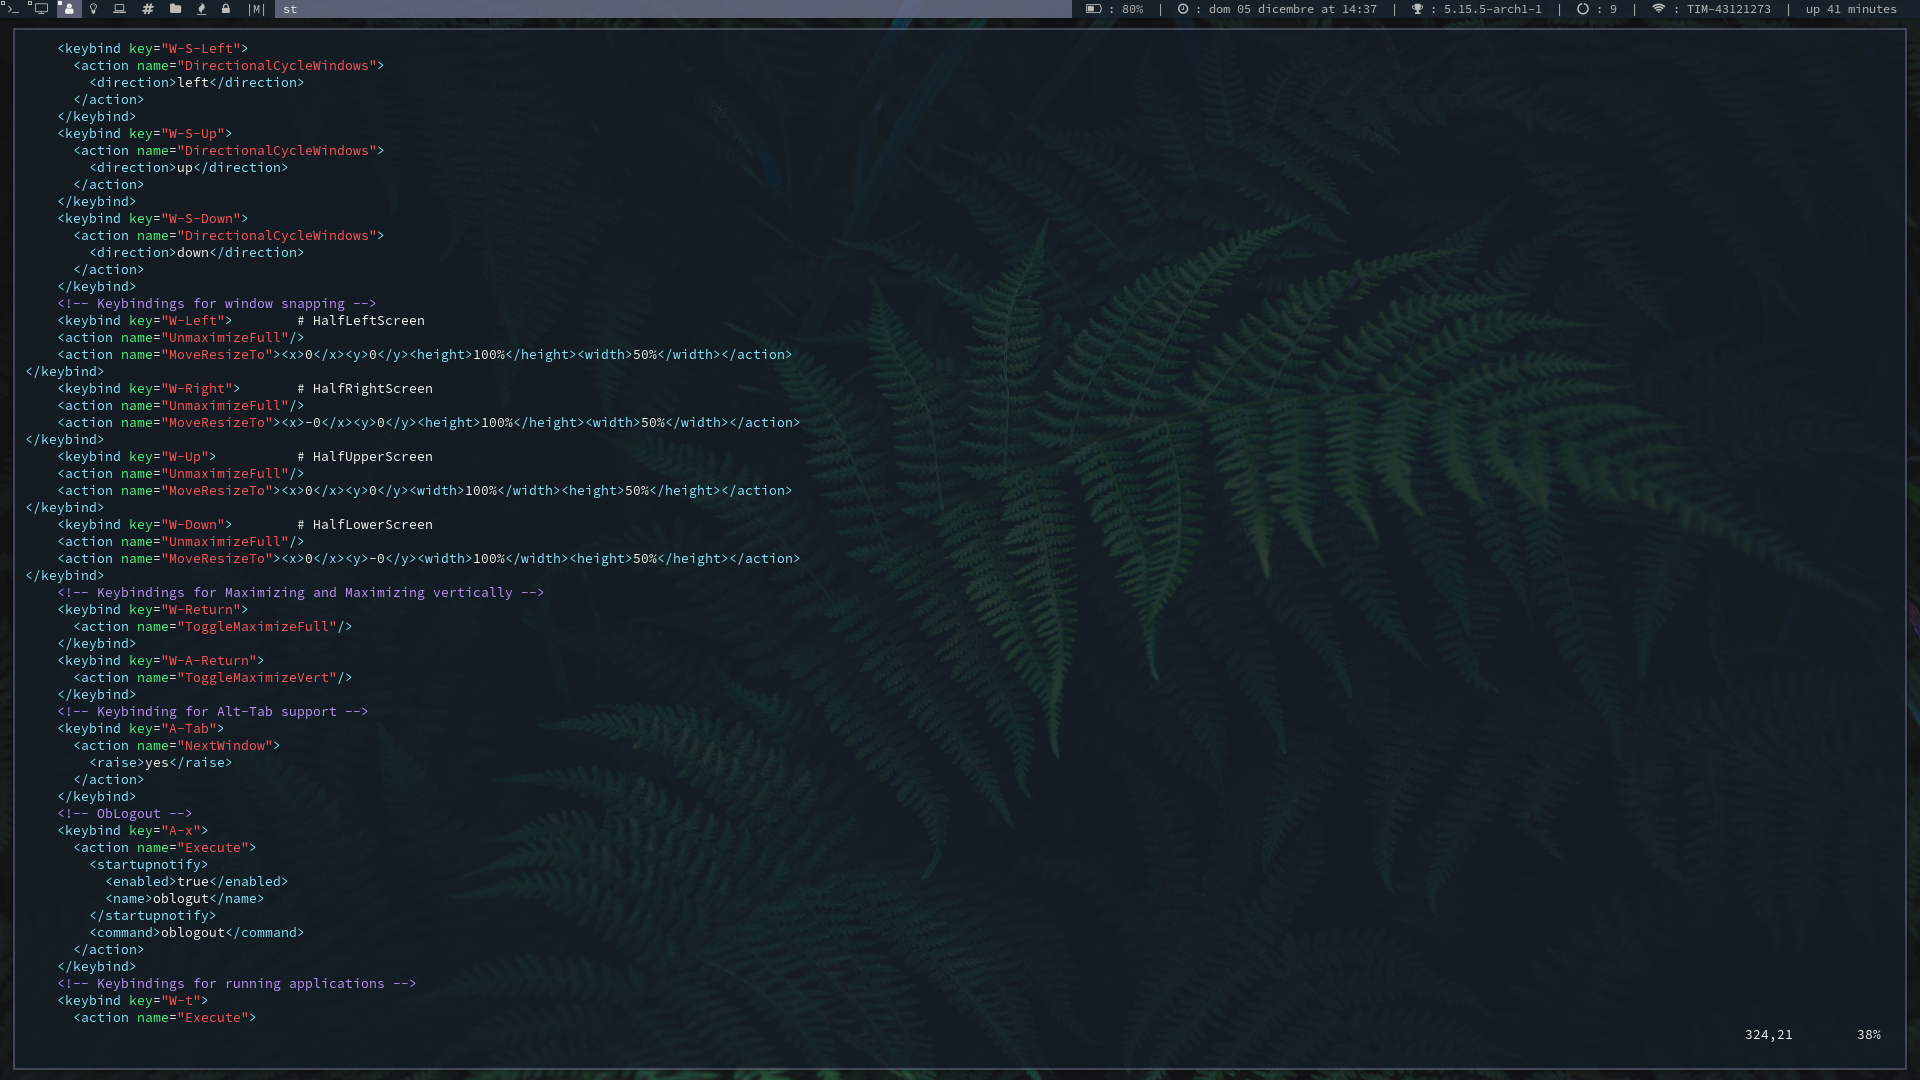 |M| st : 80% | : dom 05 dicembre at 14:37 | : 5.15.5-arch1-1 | : 9 | : TIM-43121273 | up 41 minutes
<keybind key="W-S-Left">
<action name="DirectionalCycleWindows">
<direction>left</direction>
</action>
</keybind>
<keybind key="W-S-Up">
<action name="DirectionalCycleWindows">
<direction>up</direction>
</action>
</keybind>
<keybind key="W-S-Down">
<action name="DirectionalCycleWindows">
<direction>down</direction>
</action>
</keybind>
<!-- Keybindings for window snapping -->
<keybind key="W-Left"> # HalfLeftScreen
<action name="UnmaximizeFull"/>
<action name="MoveResizeTo"><x>0</x><y>0</y><height>100%</height><width>50%</width></action>
</keybind>
<keybind key="W-Right"> # HalfRightScreen
<action name="UnmaximizeFull"/>
<action name="MoveResizeTo"><x>-0</x><y>0</y><height>100%</height><width>50%</width></action>
</keybind>
<keybind key="W-Up"> # HalfUpperScreen
<action name="UnmaximizeFull"/>
<action name="MoveResizeTo"><x>0</x><y>0</y><width>100%</width><height>50%</height></action>
</keybind>
<keybind key="W-Down"> # HalfLowerScreen
<action name="UnmaximizeFull"/>
<action name="MoveResizeTo"><x>0</x><y>-0</y><width>100%</width><height>50%</height></action>
</keybind>
<!-- Keybindings for Maximizing and Maximizing vertically -->
<keybind key="W-Return">
<action name="ToggleMaximizeFull"/>
</keybind>
<keybind key="W-A-Return">
<action name="ToggleMaximizeVert"/>
</keybind>
<!-- Keybinding for Alt-Tab support -->
<keybind key="A-Tab">
<action name="NextWindow">
<raise>yes</raise>
</action>
</keybind>
<!-- ObLogout -->
<keybind key="A-x">
<action name="Execute">
<startupnotify>
<enabled>true</enabled>
<name>oblogut</name>
</startupnotify>
<command>oblogout</command>
</action>
</keybind>
<!-- Keybindings for running applications -->
<keybind key="W-t">
<action name="Execute">
324,21 38%